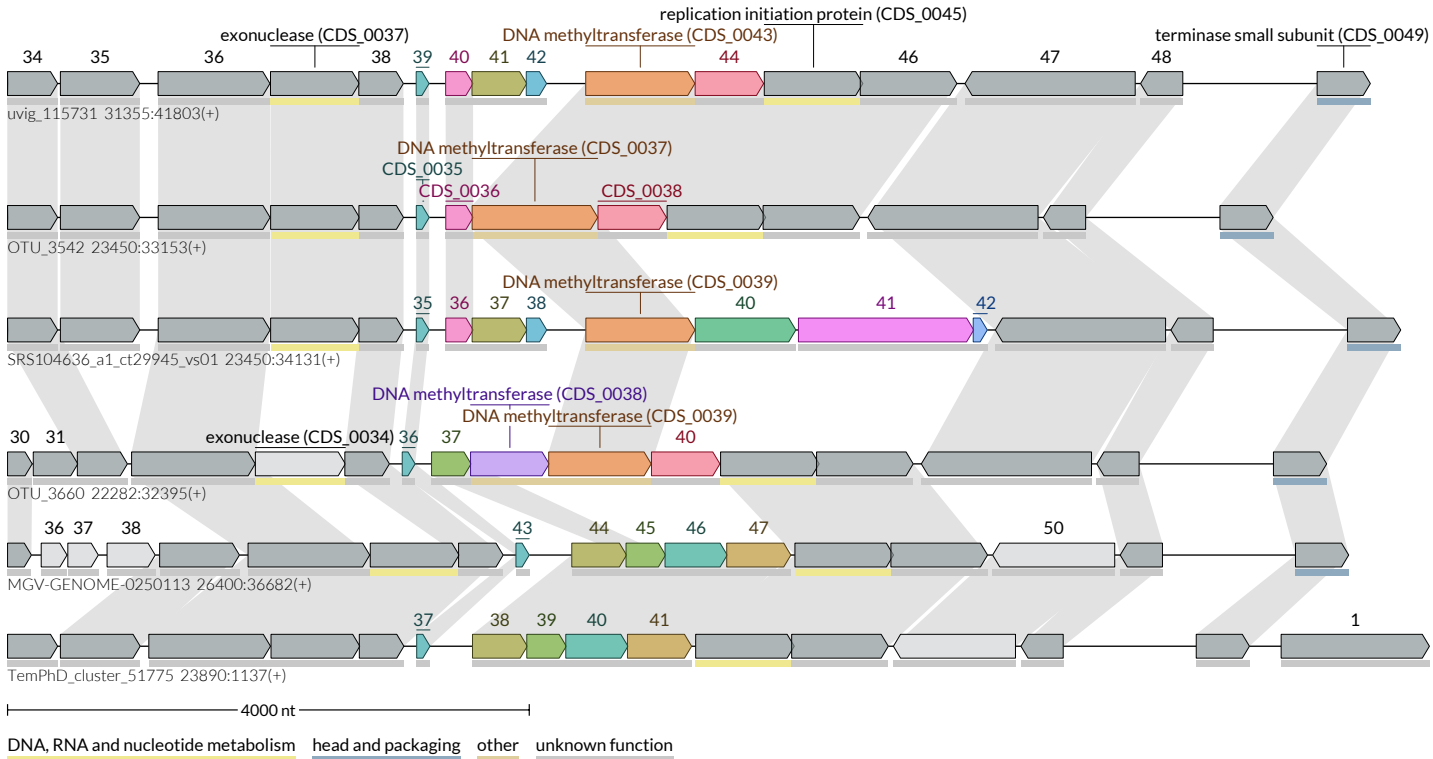 replication initiation protein (CDS_0045)
exonuclease (CDS_0037) DNA methyltransferase (CDS_0043) terminase small subunit (CDS_0049)
34 35 36 38 39 40 41 42 44 46 47 48
uvig_115731 31355:41803(+)
DNA methyltransferase (CDS_0037)
CDS_0035
CDS_0036 CDS_0038
OTU_3542 23450:33153(+)
DNA methyltransferase (CDS_0039)
35 36 37 38 40 41 42
SRS104636_a1_ct29945_vs01 23450:34131(+)
DNA methyltransferase (CDS_0038)
DNA methyltransferase (CDS_0039)
30 31 exonuclease (CDS_0034) 36 37 40
OTU_3660 22282:32395(+)
36 37 38 43 44 45 46 47 50
MGV-GENOME-0250113 26400:36682(+)
37 38 39 40 41 1
TemPhD_cluster_51775 23890:1137(+)
4000 nt
DNA, RNA and nucleotide metabolism head and packaging other unknown function